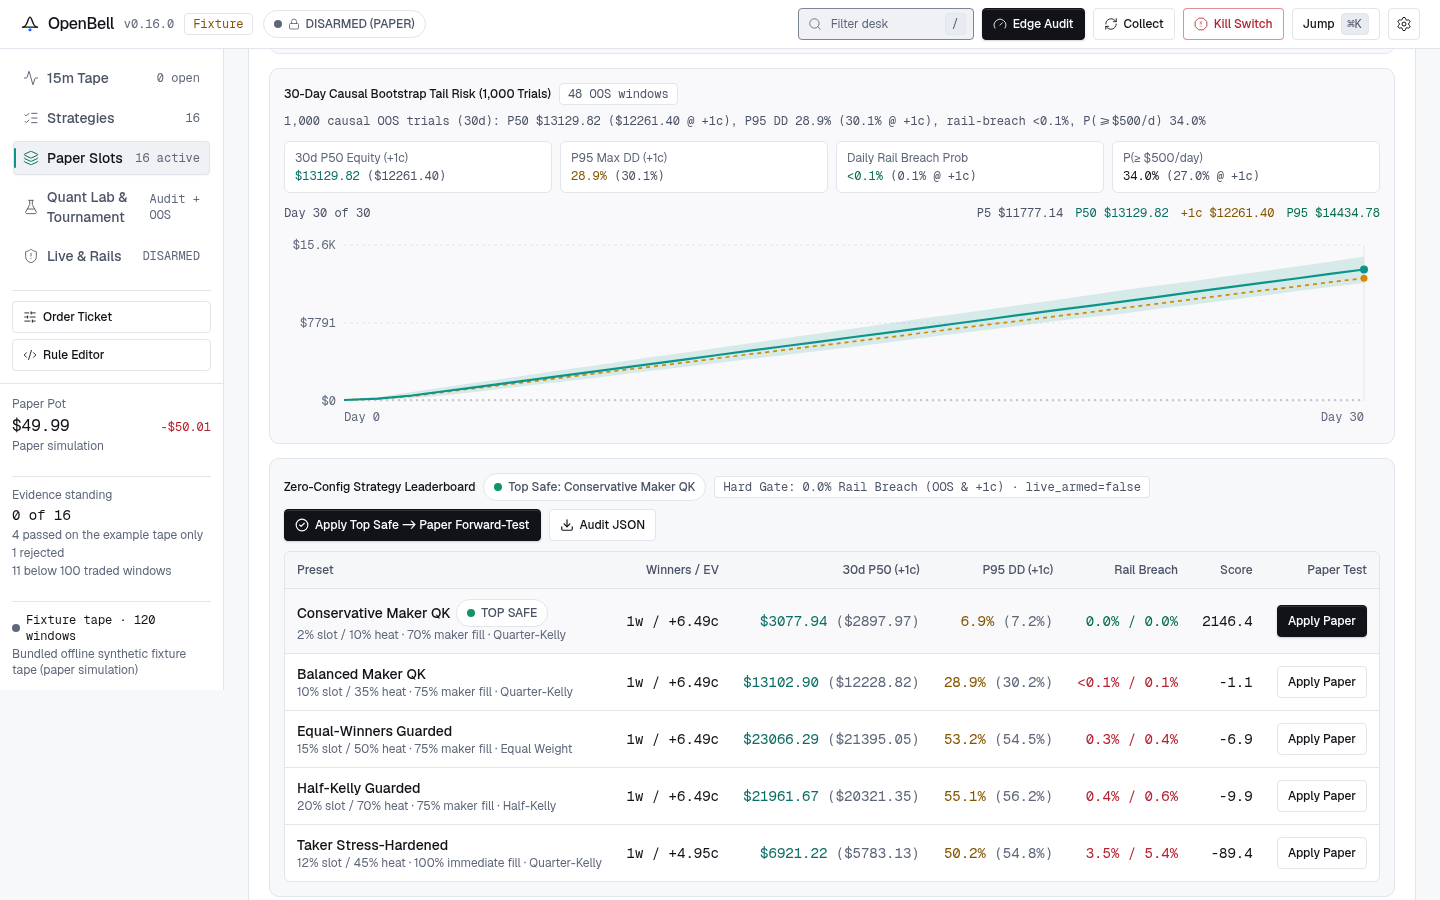 OpenBell v0.16.0 Fixture DISARMED (PAPER) Filter desk / Edge Audit Collect Kill Switch Jump ⌘K
15m Tape 0 open
Strategies 16
Paper Slots 16 active
Quant Lab & Tournament Audit + OOS
Live & Rails DISARMED
Order Ticket
Rule Editor
Paper Pot
$49.99 -$50.01
Paper simulation
Evidence standing
0 of 16
4 passed on the example tape only
1 rejected
11 below 100 traded windows
Fixture tape · 120
windows
Bundled offline synthetic fixture
tape (paper simulation)
30-Day Causal Bootstrap Tail Risk (1,000 Trials) 48 OOS windows
1,000 causal OOS trials (30d): P50 $13129.82 ($12261.40 @ +1c), P95 DD 28.9% (30.1% @ +1c), rail-breach <0.1%, P(≥$500/d) 34.0%
30d P50 Equity (+1c)
$13129.82 ($12261.40)
P95 Max DD (+1c)
28.9% (30.1%)
Daily Rail Breach Prob
<0.1% (0.1% @ +1c)
P(≥ $500/day)
34.0% (27.0% @ +1c)
Day 30 of 30 P5 $11777.14 P50 $13129.82 +1c $12261.40 P95 $14434.78
$15.6K
$7791
$0
Day 0 Day 30
Zero-Config Strategy Leaderboard Top Safe: Conservative Maker QK Hard Gate: 0.0% Rail Breach (OOS & +1c) · live_armed=false
Apply Top Safe → Paper Forward-Test Audit JSON
Preset Winners / EV 30d P50 (+1c) P95 DD (+1c) Rail Breach Score Paper Test
Conservative Maker QK TOP SAFE 1w / +6.49c $3077.94 ($2897.97) 6.9% (7.2%) 0.0% / 0.0% 2146.4 Apply Paper
2% slot / 10% heat · 70% maker fill · Quarter-Kelly
Balanced Maker QK 1w / +6.49c $13102.90 ($12228.82) 28.9% (30.2%) <0.1% / 0.1% -1.1 Apply Paper
10% slot / 35% heat · 75% maker fill · Quarter-Kelly
Equal-Winners Guarded 1w / +6.49c $23066.29 ($21395.05) 53.2% (54.5%) 0.3% / 0.4% -6.9 Apply Paper
15% slot / 50% heat · 75% maker fill · Equal Weight
Half-Kelly Guarded 1w / +6.49c $21961.67 ($20321.35) 55.1% (56.2%) 0.4% / 0.6% -9.9 Apply Paper
20% slot / 70% heat · 75% maker fill · Half-Kelly
Taker Stress-Hardened 1w / +4.95c $6921.22 ($5783.13) 50.2% (54.8%) 3.5% / 5.4% -89.4 Apply Paper
12% slot / 45% heat · 100% immediate fill · Quarter-Kelly